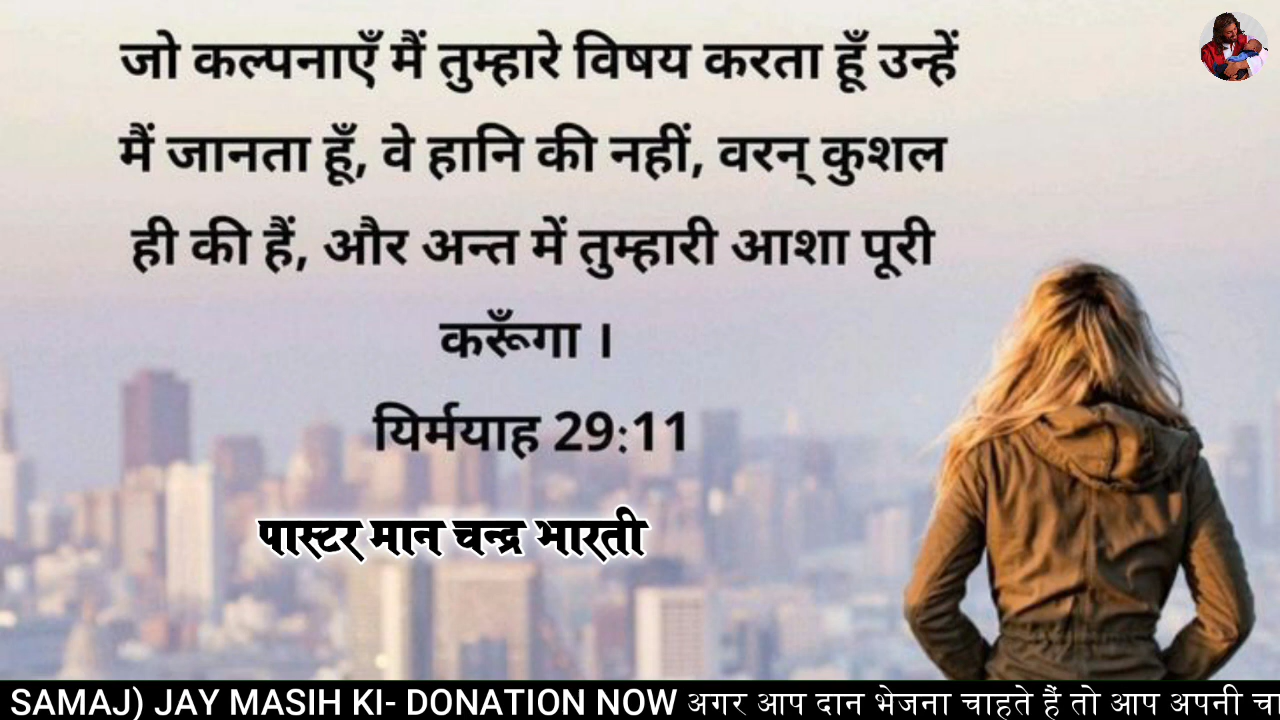 जो कल्पनाएँ मैं तुम्हारे विषय करता हूँ उन्हें
मैं जानता हूँ, वे हानि की नहीं, वरन् कुशल
ही की हैं, और अन्त में तुम्हारी आशा पूरी
करूँगा ।
यिर्मयाह 29:11
पास्टर मान चन्द्र भारती
SAMAJ) JAY MASIH KI- DONATION NOW अगर आप दान भेजना चाहते हैं तो आप अपनी चा